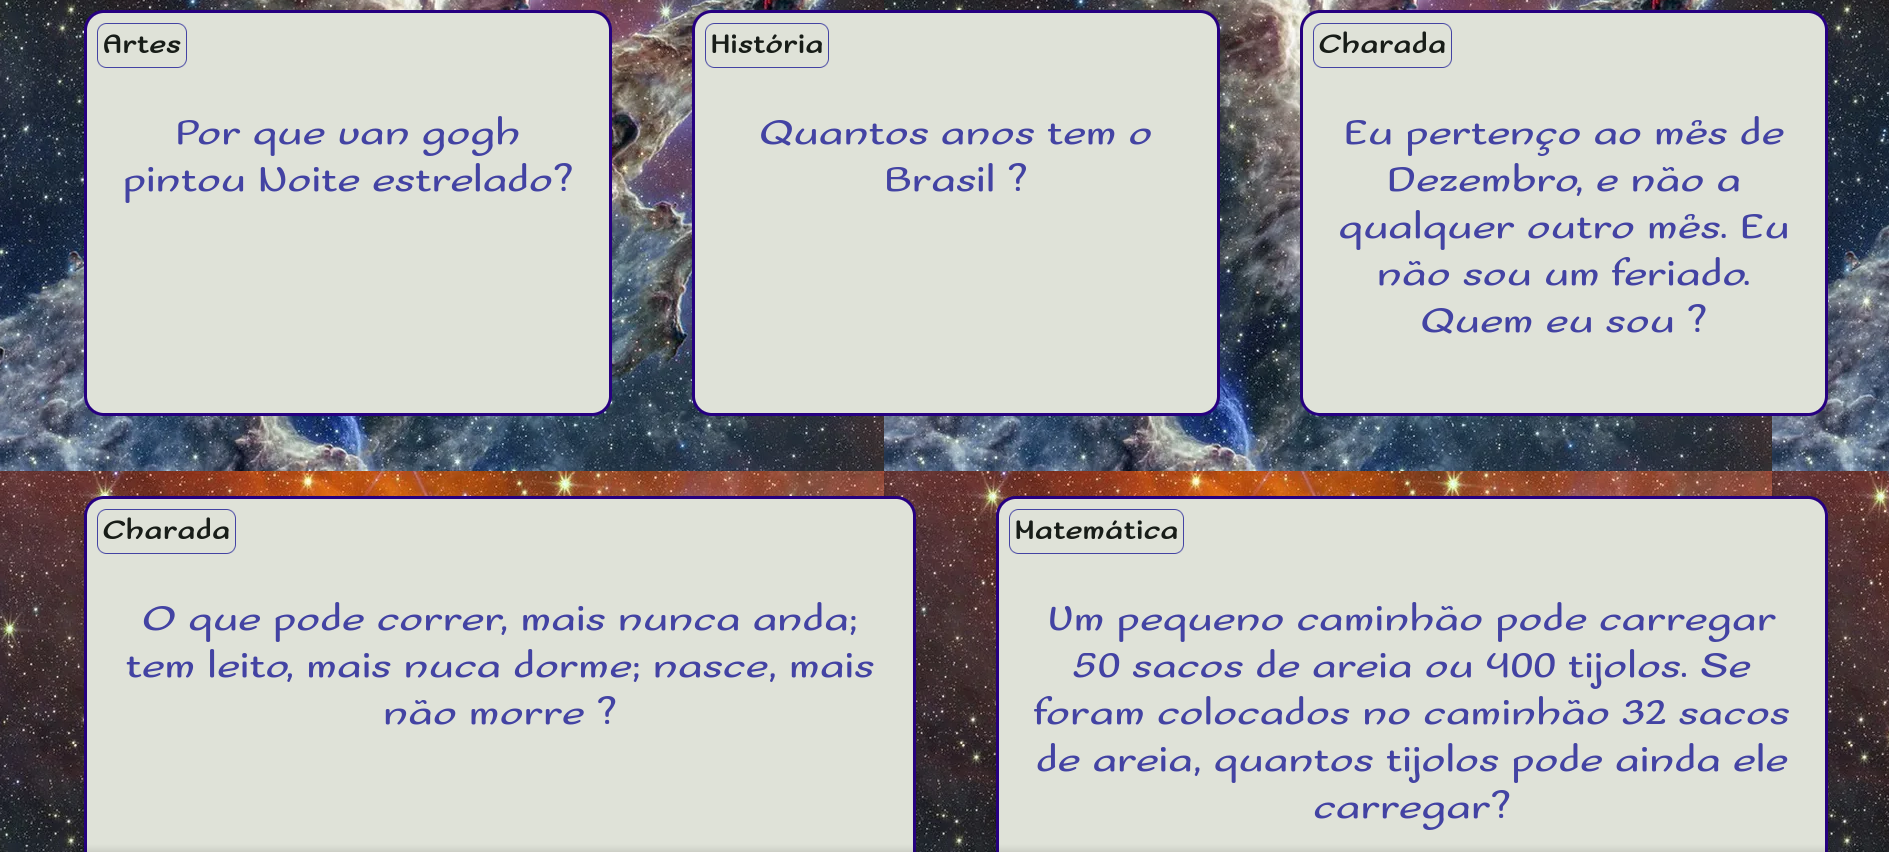 Artes
Por que van gogh
pintou Noite estrelado?
História
Quantos anos tem o
Brasil ?
Charada
Eu pertenço ao mês de
Dezembro, e não a
qualquer outro mês. Eu
não sou um feriado.
Quem eu sou ?
Charada
O que pode correr, mais nunca anda;
tem leito, mais nuca dorme; nasce, mais
não morre ?
Matemática
Um pequeno caminhão pode carregar
50 sacos de areia ou 400 tijolos. Se
foram colocados no caminhão 32 sacos
de areia, quantos tijolos pode ainda ele
carregar?